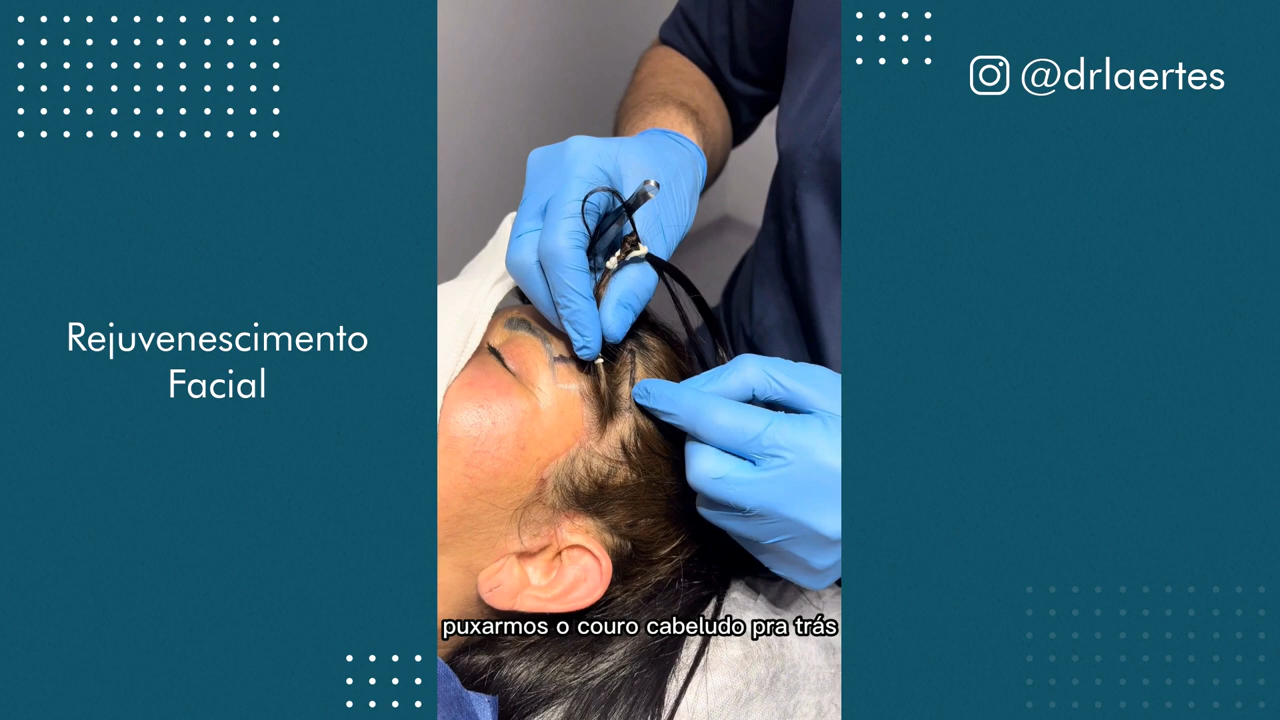 @drlaertes
Rejuvenescimento
Facial
puxarmos o couro cabeludo pra trás